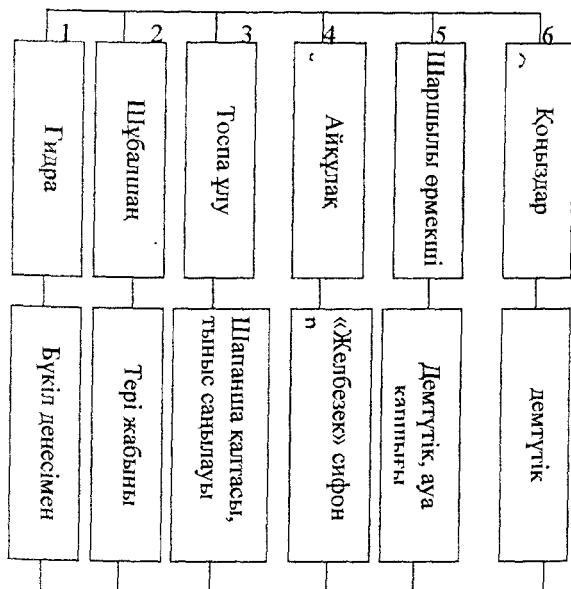 1
2
3
4
5
6
Гидра
Шұбалшаң
Тоспа ұлу
Айқұлақ
Шаршылы өрмекші
Қоңыздар
Бүкіл денесімен
Тері жабыны
Шапанша қалтасы,
тыныс саңылауы
«Желбезек» сифон
Демтүтік, ауа
қапшығы
демтүтік